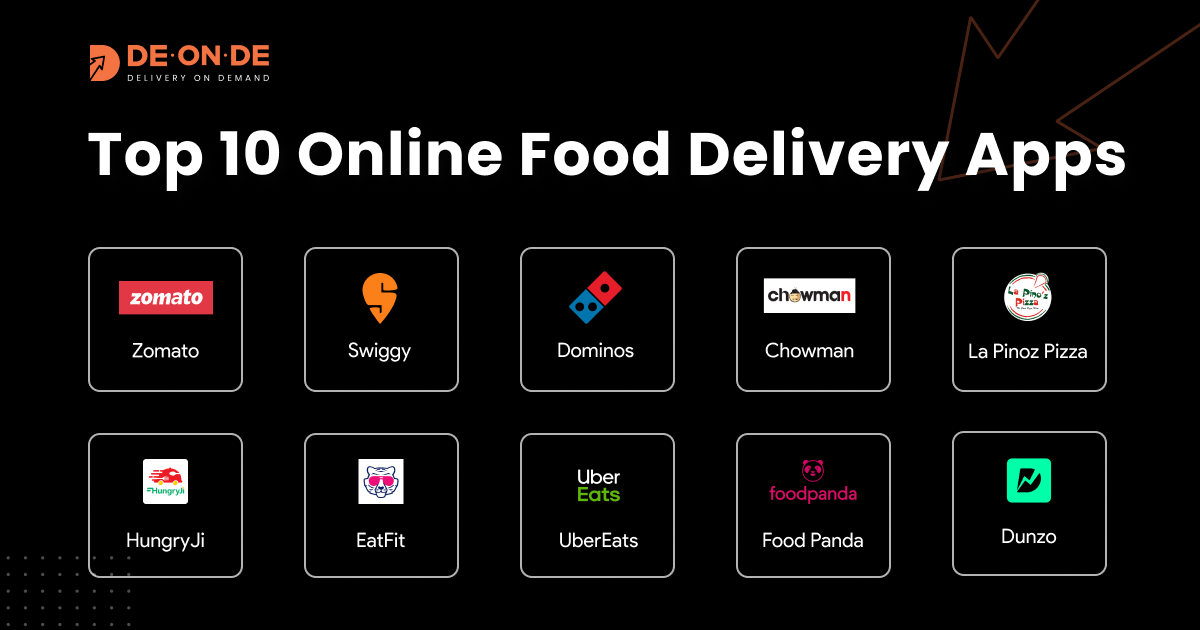 DE·ON·DE
DELIVERY ON DEMAND
Top 10 Online Food Delivery Apps
zomato
Zomato
Swiggy
Dominos
chowman
Chowman
La Pino'z
Pizza
La Pinoz Pizza
HungryJi
HungryJi
EatFit
Uber
Eats
UberEats
foodpanda
Food Panda
Dunzo